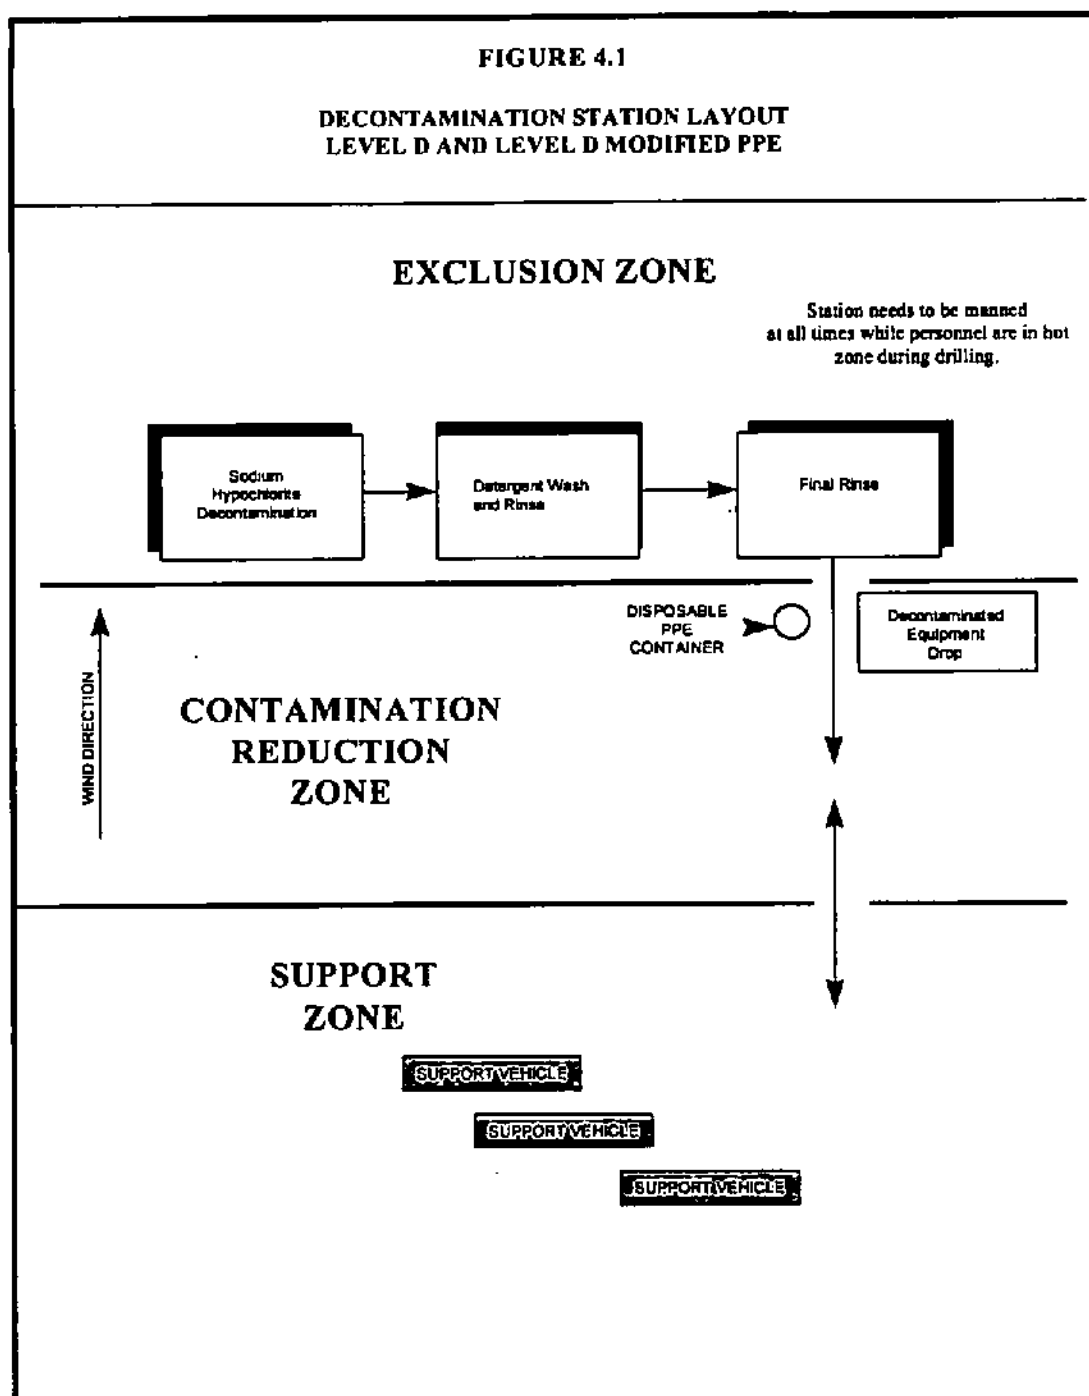 FIGURE 4.1
DECONTAMINATION STATION LAYOUT
LEVEL D AND LEVEL D MODIFIED PPE
EXCLUSION ZONE
Station needs to be manned
at all times while personnel are in hot
zone during drilling.
Sodium
Hypochlorite
Decontamination
Detergent Wash
and Rinse
Final Rinse
DISPOSABLE
PPE
CONTAINER
Decontaminated
Equipment
Drop
WIND DIRECTION
CONTAMINATION
REDUCTION
ZONE
SUPPORT
ZONE
SUPPORT VEHICLE
SUPPORT VEHICLE
SUPPORT VEHICLE